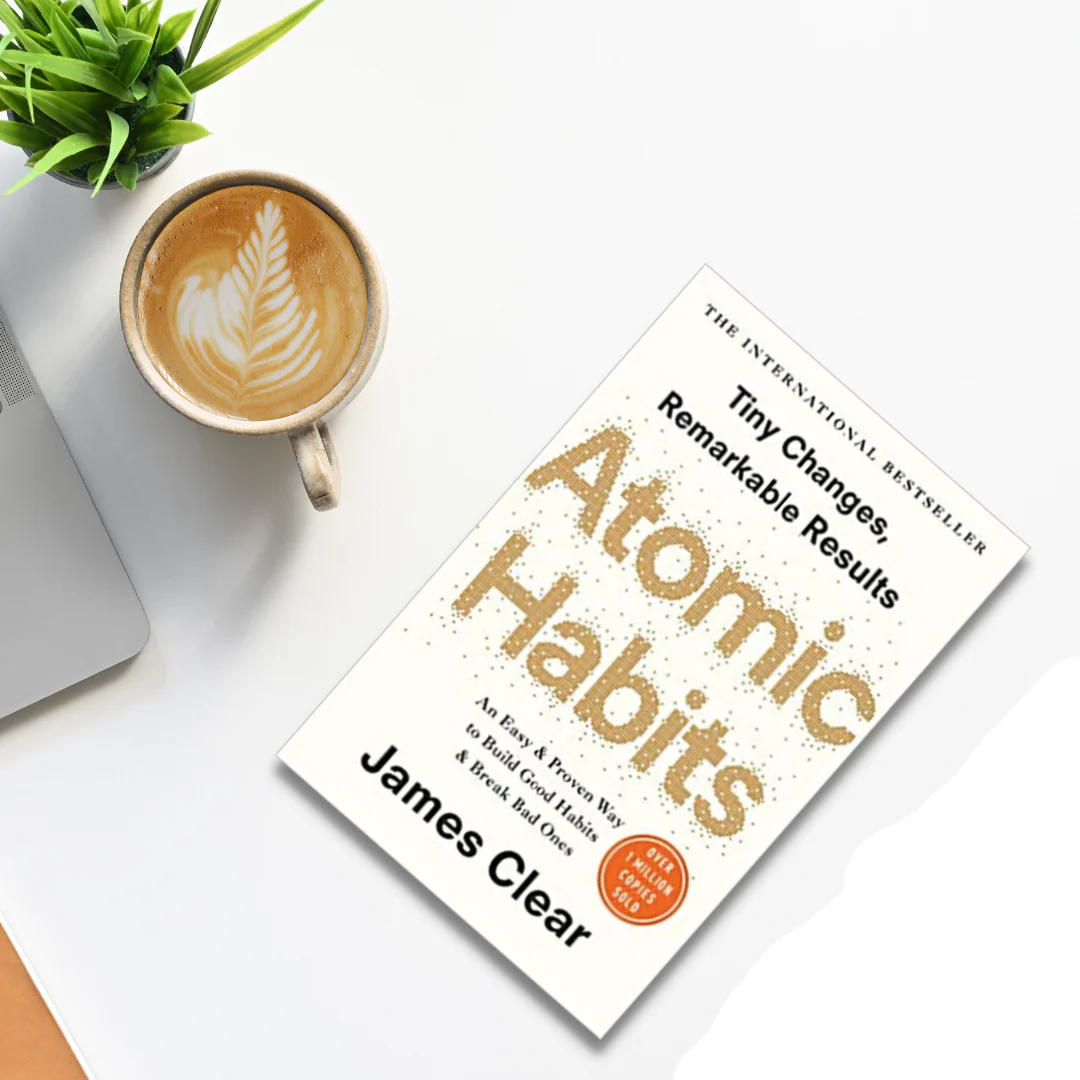 THE INTERNATIONAL BESTSELLER
Tiny Changes,
Remarkable Results
Atomic
Habits
An Easy & Proven Way
to Build Good Habits
& Break Bad Ones
James Clear
OVER
1 MILLION
COPIES
SOLD